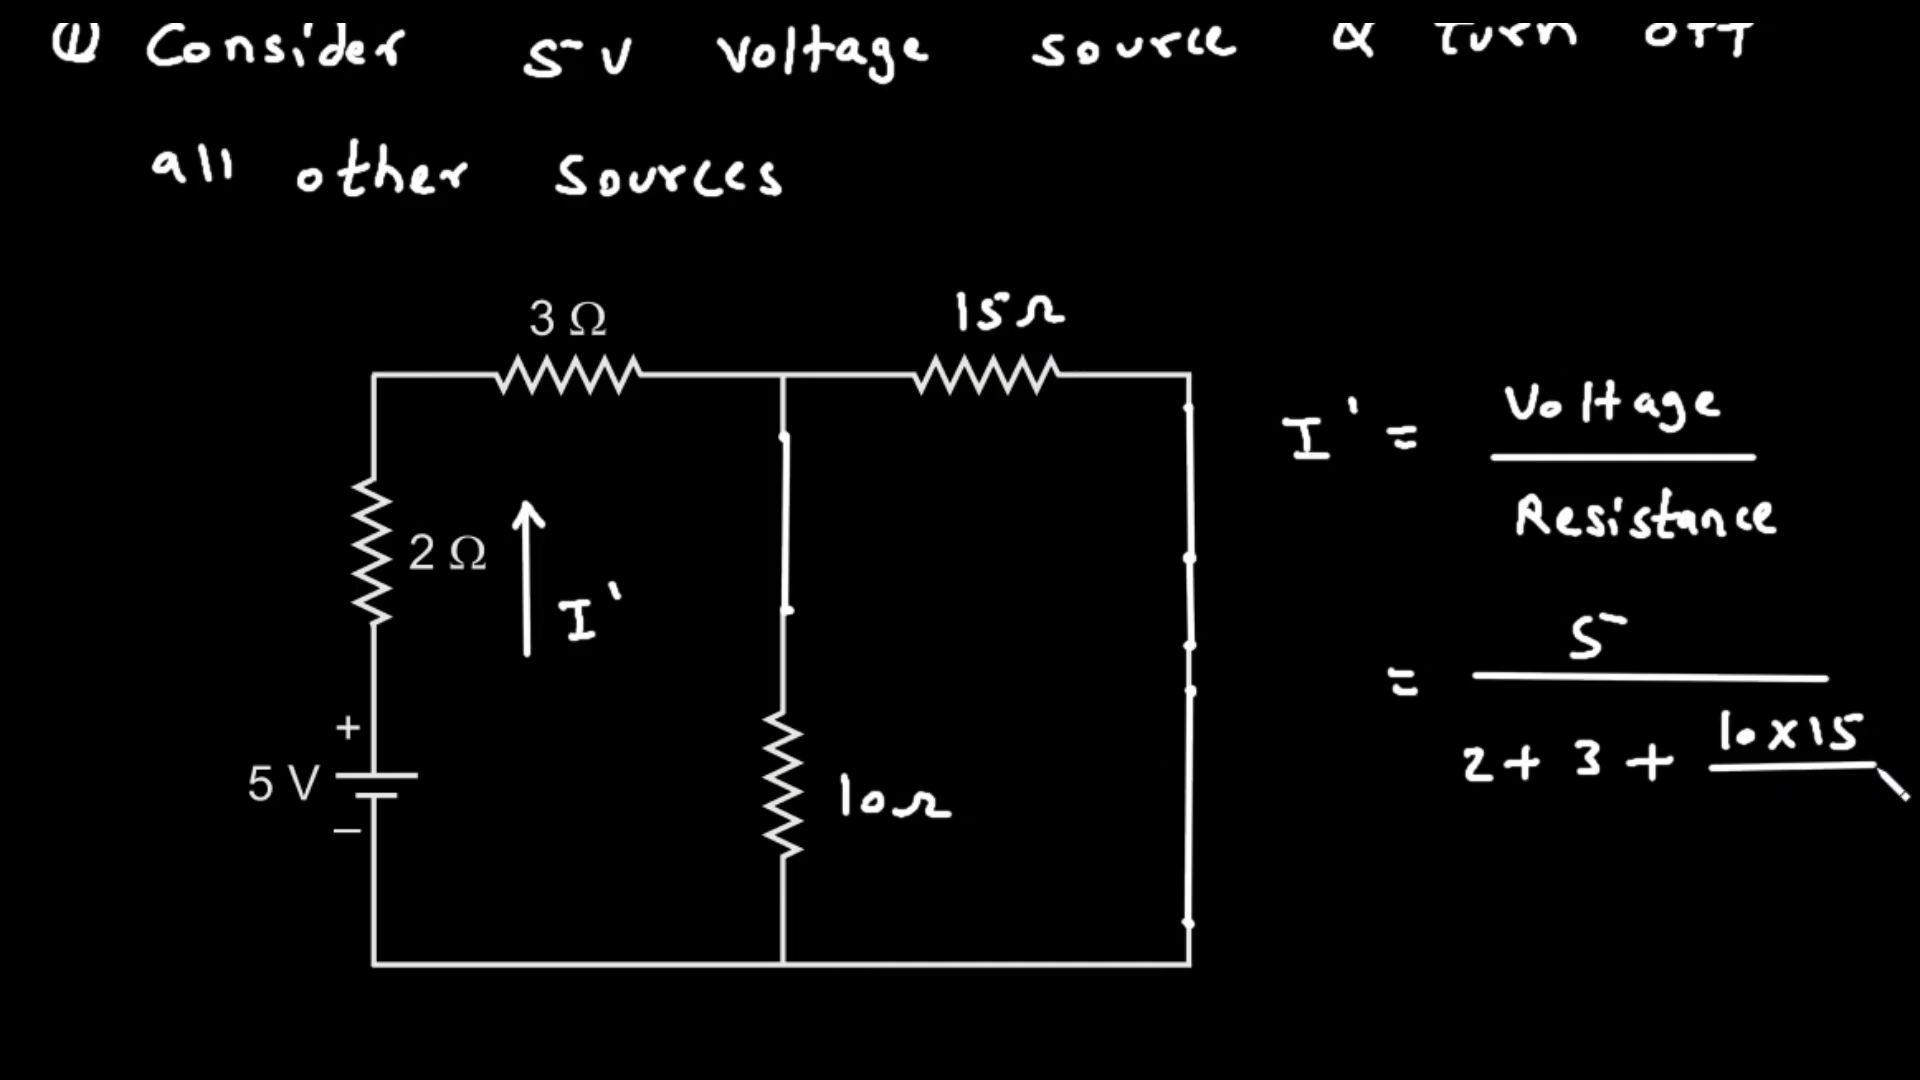 ① Consider 5V Voltage source & turn off
all other sources
3 Ω
15Ω
I' = Voltage
Resistance
2 Ω
I'
= 5
2 + 3 + 10x15
+
5 V
−
10Ω